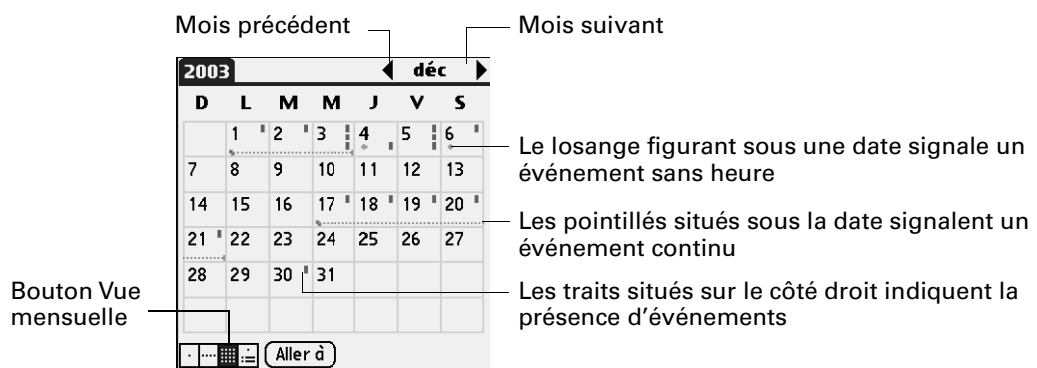 Mois précédent
Mois suivant
2003
déc
D L M M J V S
1 2 3 4 5 6
7 8 9 10 11 12 13
14 15 16 17 18 19 20
21 22 23 24 25 26 27
28 29 30 31
Aller à
Le losange figurant sous une date signale un
événement sans heure
Les pointillés situés sous la date signalent un
événement continu
Les traits situés sur le côté droit indiquent la
présence d'événements
Bouton Vue
mensuelle